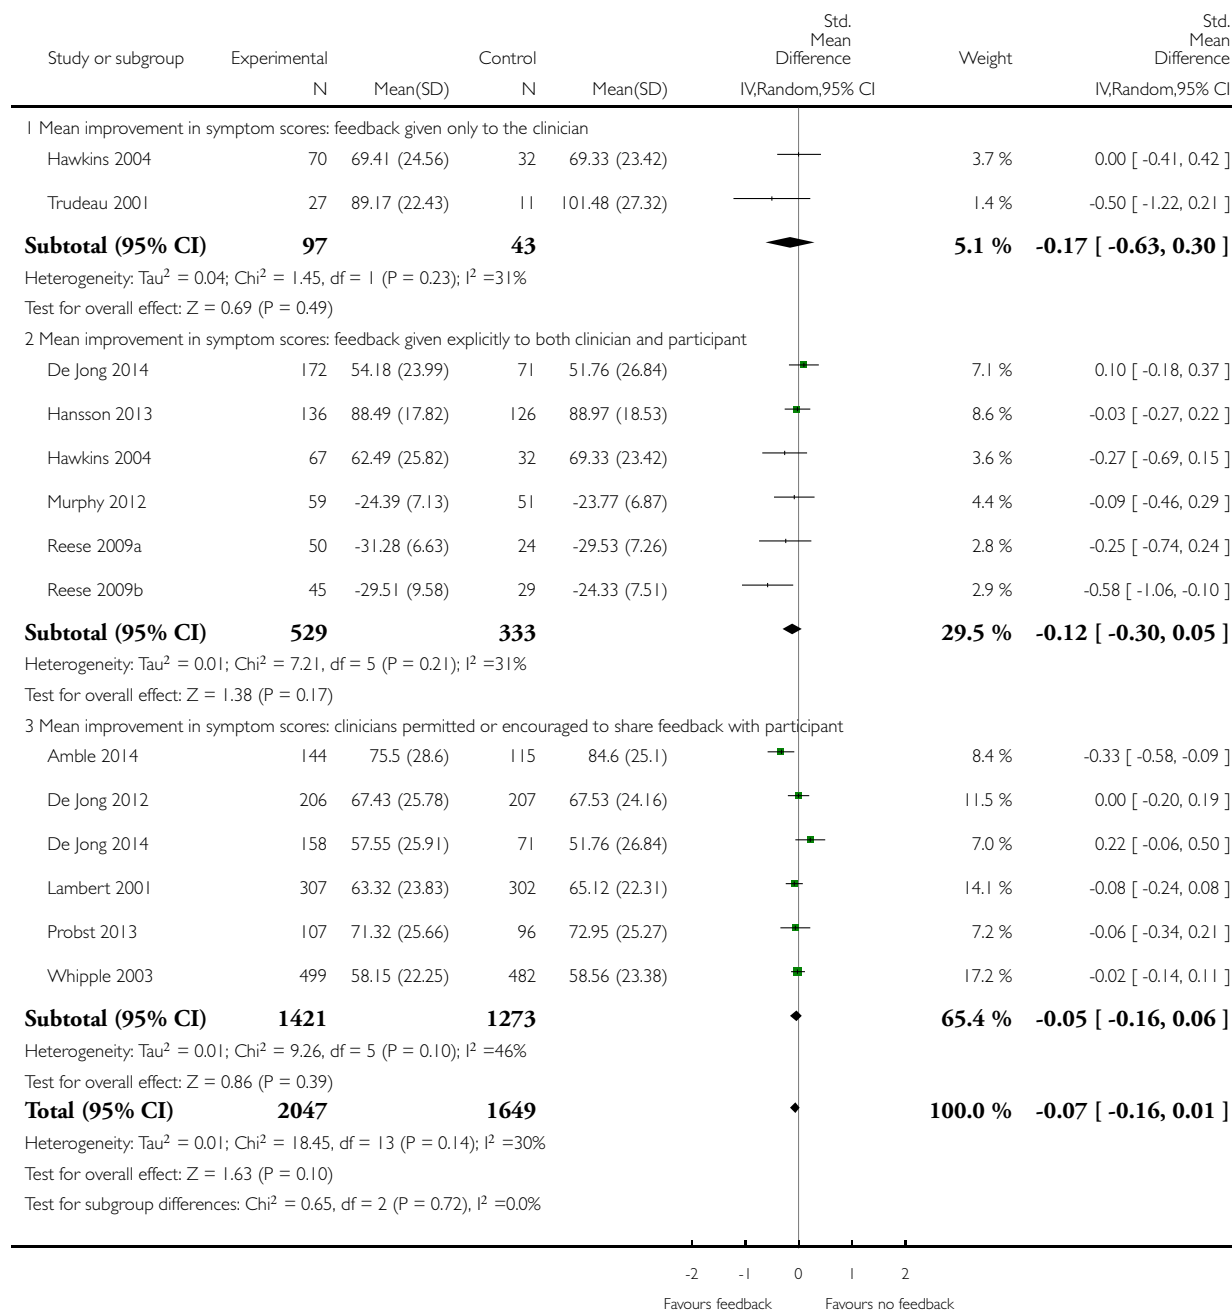 Study or subgroup Experimental Control Std. Mean Difference Weight Std. Mean Difference
N Mean(SD) N Mean(SD) IV,Random,95% CI IV,Random,95% CI
1 Mean improvement in symptom scores: feedback given only to the clinician
Hawkins 2004 70 69.41 (24.56) 32 69.33 (23.42) 3.7 % 0.00 [ -0.41, 0.42 ]
Trudeau 2001 27 89.17 (22.43) 11 101.48 (27.32) 1.4 % -0.50 [ -1.22, 0.21 ]
Subtotal (95% CI) 97 43 5.1 % -0.17 [ -0.63, 0.30 ]
Heterogeneity: Tau² = 0.04; Chi² = 1.45, df = 1 (P = 0.23); I² =31%
Test for overall effect: Z = 0.69 (P = 0.49)
2 Mean improvement in symptom scores: feedback given explicitly to both clinician and participant
De Jong 2014 172 54.18 (23.99) 71 51.76 (26.84) 7.1 % 0.10 [ -0.18, 0.37 ]
Hansson 2013 136 88.49 (17.82) 126 88.97 (18.53) 8.6 % -0.03 [ -0.27, 0.22 ]
Hawkins 2004 67 62.49 (25.82) 32 69.33 (23.42) 3.6 % -0.27 [ -0.69, 0.15 ]
Murphy 2012 59 -24.39 (7.13) 51 -23.77 (6.87) 4.4 % -0.09 [ -0.46, 0.29 ]
Reese 2009a 50 -31.28 (6.63) 24 -29.53 (7.26) 2.8 % -0.25 [ -0.74, 0.24 ]
Reese 2009b 45 -29.51 (9.58) 29 -24.33 (7.51) 2.9 % -0.58 [ -1.06, -0.10 ]
Subtotal (95% CI) 529 333 29.5 % -0.12 [ -0.30, 0.05 ]
Heterogeneity: Tau² = 0.01; Chi² = 7.21, df = 5 (P = 0.21); I² =31%
Test for overall effect: Z = 1.38 (P = 0.17)
3 Mean improvement in symptom scores: clinicians permitted or encouraged to share feedback with participant
Amble 2014 144 75.5 (28.6) 115 84.6 (25.1) 8.4 % -0.33 [ -0.58, -0.09 ]
De Jong 2012 206 67.43 (25.78) 207 67.53 (24.16) 11.5 % 0.00 [ -0.20, 0.19 ]
De Jong 2014 158 57.55 (25.91) 71 51.76 (26.84) 7.0 % 0.22 [ -0.06, 0.50 ]
Lambert 2001 307 63.32 (23.83) 302 65.12 (22.31) 14.1 % -0.08 [ -0.24, 0.08 ]
Probst 2013 107 71.32 (25.66) 96 72.95 (25.27) 7.2 % -0.06 [ -0.34, 0.21 ]
Whipple 2003 499 58.15 (22.25) 482 58.56 (23.38) 17.2 % -0.02 [ -0.14, 0.11 ]
Subtotal (95% CI) 1421 1273 65.4 % -0.05 [ -0.16, 0.06 ]
Heterogeneity: Tau² = 0.01; Chi² = 9.26, df = 5 (P = 0.10); I² =46%
Test for overall effect: Z = 0.86 (P = 0.39)
Total (95% CI) 2047 1649 100.0 % -0.07 [ -0.16, 0.01 ]
Heterogeneity: Tau² = 0.01; Chi² = 18.45, df = 13 (P = 0.14); I² =30%
Test for overall effect: Z = 1.63 (P = 0.10)
Test for subgroup differences: Chi² = 0.65, df = 2 (P = 0.72), I² =0.0%
-2 -1 0 1 2
Favours feedback Favours no feedback